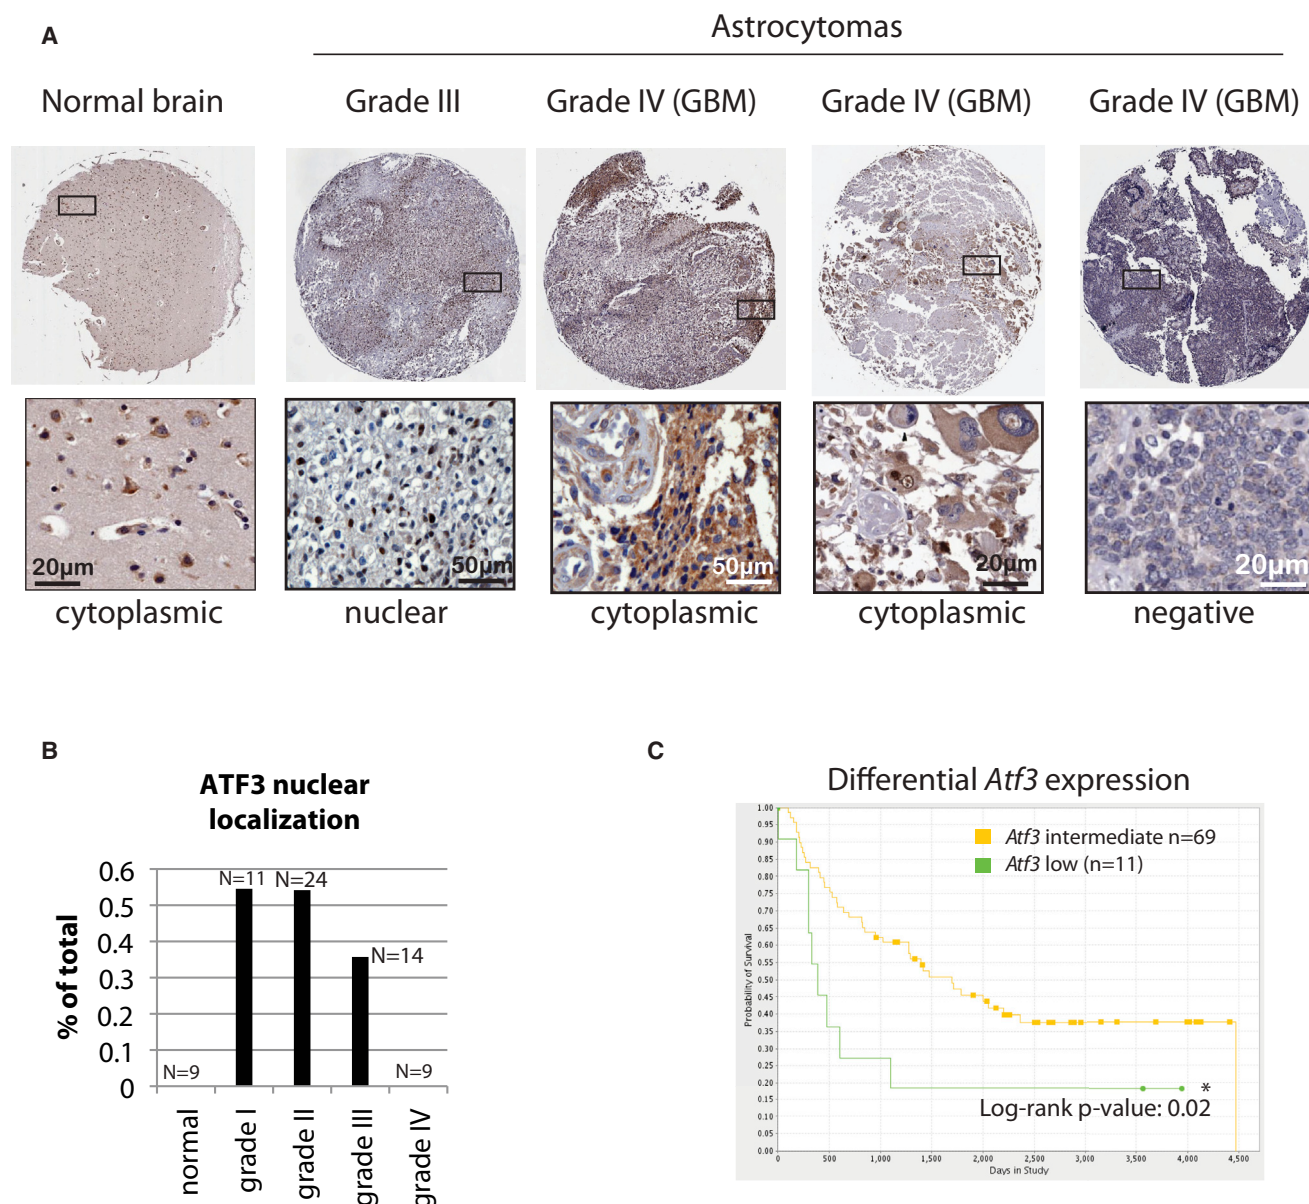 A
Astrocytomas
Normal brain
Grade III
Grade IV (GBM)
Grade IV (GBM)
Grade IV (GBM)
20µm
50µm
50µm
20µm
20µm
cytoplasmic
nuclear
cytoplasmic
cytoplasmic
negative
B
ATF3 nuclear
localization
% of total
0.6
0.5
0.4
0.3
0.2
0.1
0
N=9
N=11
N=24
N=14
N=9
normal
grade I
grade II
grade III
grade IV
C
Differential Atf3 expression
Probability of Survival
1.00
0.95
0.90
0.85
0.80
0.75
0.70
0.65
0.60
0.55
0.50
0.45
0.40
0.35
0.30
0.25
0.20
0.15
0.10
0.05
0.00
Atf3 intermediate n=69
Atf3 low (n=11)
*
Log-rank p-value: 0.02
0
500
1,000
1,500
2,000
2,500
3,000
3,500
4,000
4,500
Days in Study